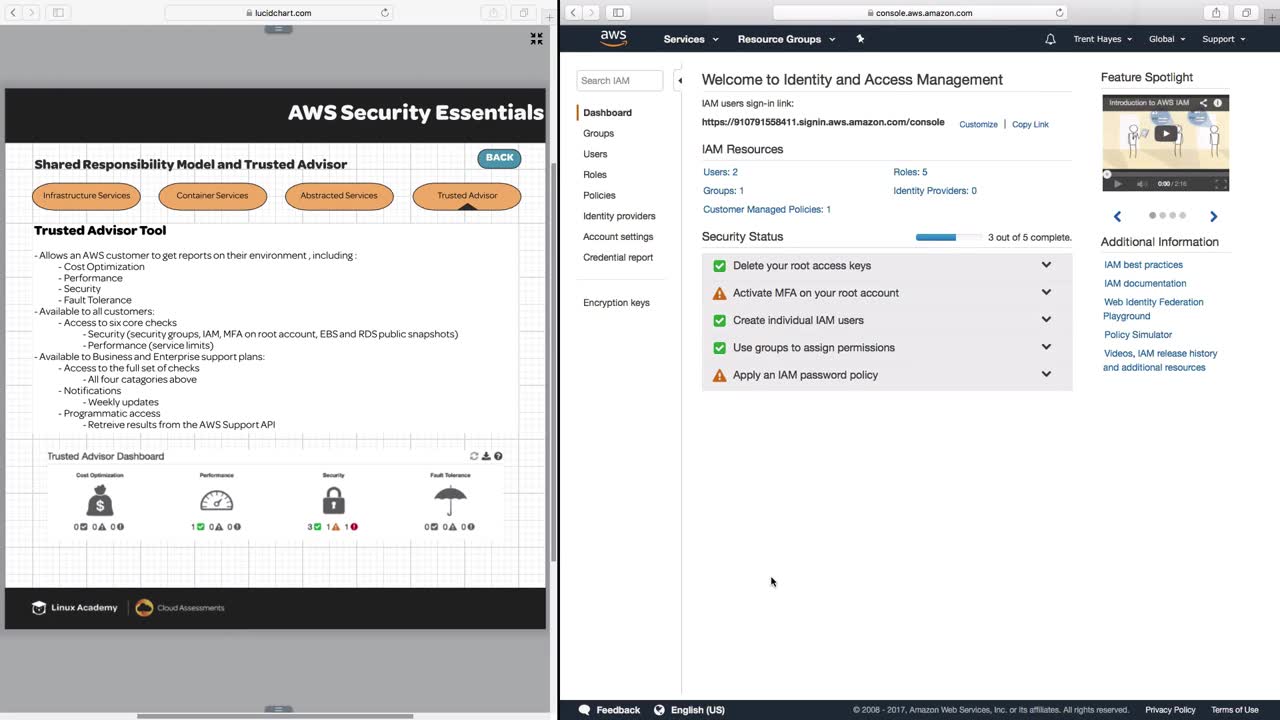 lucidchart.com
AWS Security Essentials
Shared Responsibility Model and Trusted Advisor
BACK
Infrastructure Services
Container Services
Abstracted Services
Trusted Advisor
Trusted Advisor Tool
- Allows an AWS customer to get reports on their environment , including :
- Cost Optimization
- Performance
- Security
- Fault Tolerance
- Available to all customers:
- Access to six core checks
- Security (security groups, IAM, MFA on root account, EBS and RDS public snapshots)
- Performance (service limits)
- Available to Business and Enterprise support plans:
- Access to the full set of checks
- All four catagories above
- Notifications
- Weekly updates
- Programmatic access
- Retreive results from the AWS Support API
Trusted Advisor Dashboard
Cost Optimization
Performance
Security
Fault Tolerance
$
0 0 0
1 0 0
3 1 1
0 0 0
Linux Academy
Cloud Assessments
console.aws.amazon.com
aws
Services
Resource Groups
Trent Hayes
Global
Support
Search IAM
Dashboard
Groups
Users
Roles
Policies
Identity providers
Account settings
Credential report
Encryption keys
Welcome to Identity and Access Management
IAM users sign-in link:
https://910791558411.signin.aws.amazon.com/console
Customize | Copy Link
IAM Resources
Users: 2
Roles: 5
Groups: 1
Identity Providers: 0
Customer Managed Policies: 1
Security Status
3 out of 5 complete.
Delete your root access keys
Activate MFA on your root account
Create individual IAM users
Use groups to assign permissions
Apply an IAM password policy
Feature Spotlight
Introduction to AWS IAM
0:00 / 2:16
Additional Information
IAM best practices
IAM documentation
Web Identity Federation
Playground
Policy Simulator
Videos, IAM release history
and additional resources
Feedback
English (US)
© 2008 - 2017, Amazon Web Services, Inc. or its affiliates. All rights reserved.
Privacy Policy
Terms of Use